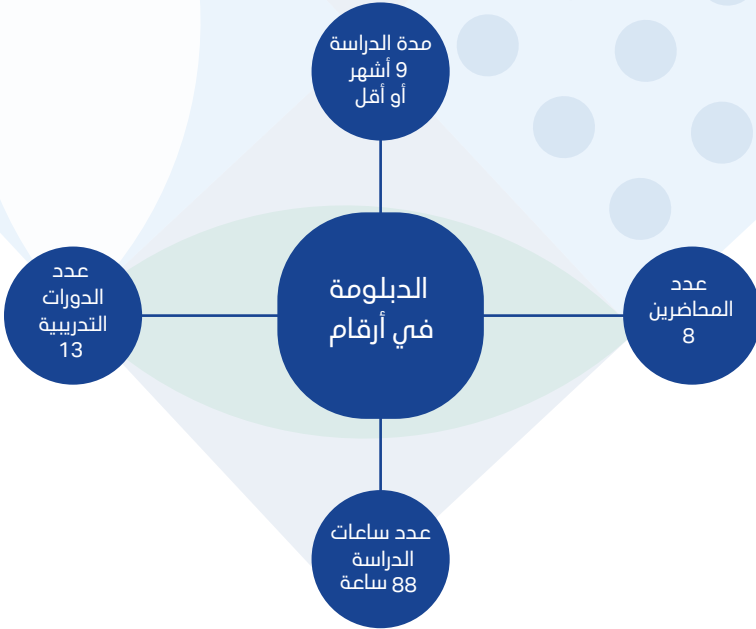 مدة الدراسة
9 أشهر
أو أقل
عدد
المحاضرين
8
الدبلومة
في أرقام
عدد
الدورات
التدريبية
13
عدد ساعات
الدراسة
88 ساعة